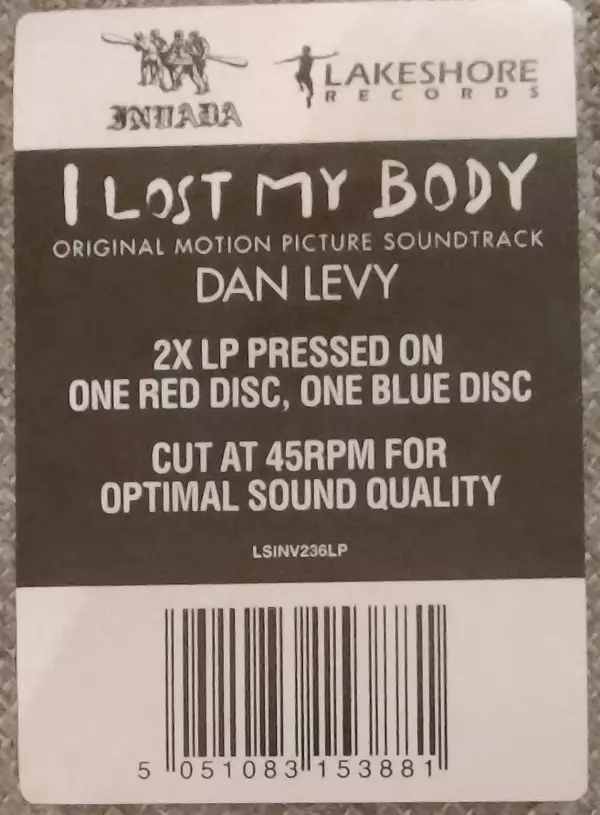 INVADA
LAKESHORE
RECORDS
I LOST MY BODY
ORIGINAL MOTION PICTURE SOUNDTRACK
DAN LEVY
2X LP PRESSED ON
ONE RED DISC, ONE BLUE DISC
CUT AT 45RPM FOR
OPTIMAL SOUND QUALITY
LSINV236LP
5 051083 153881